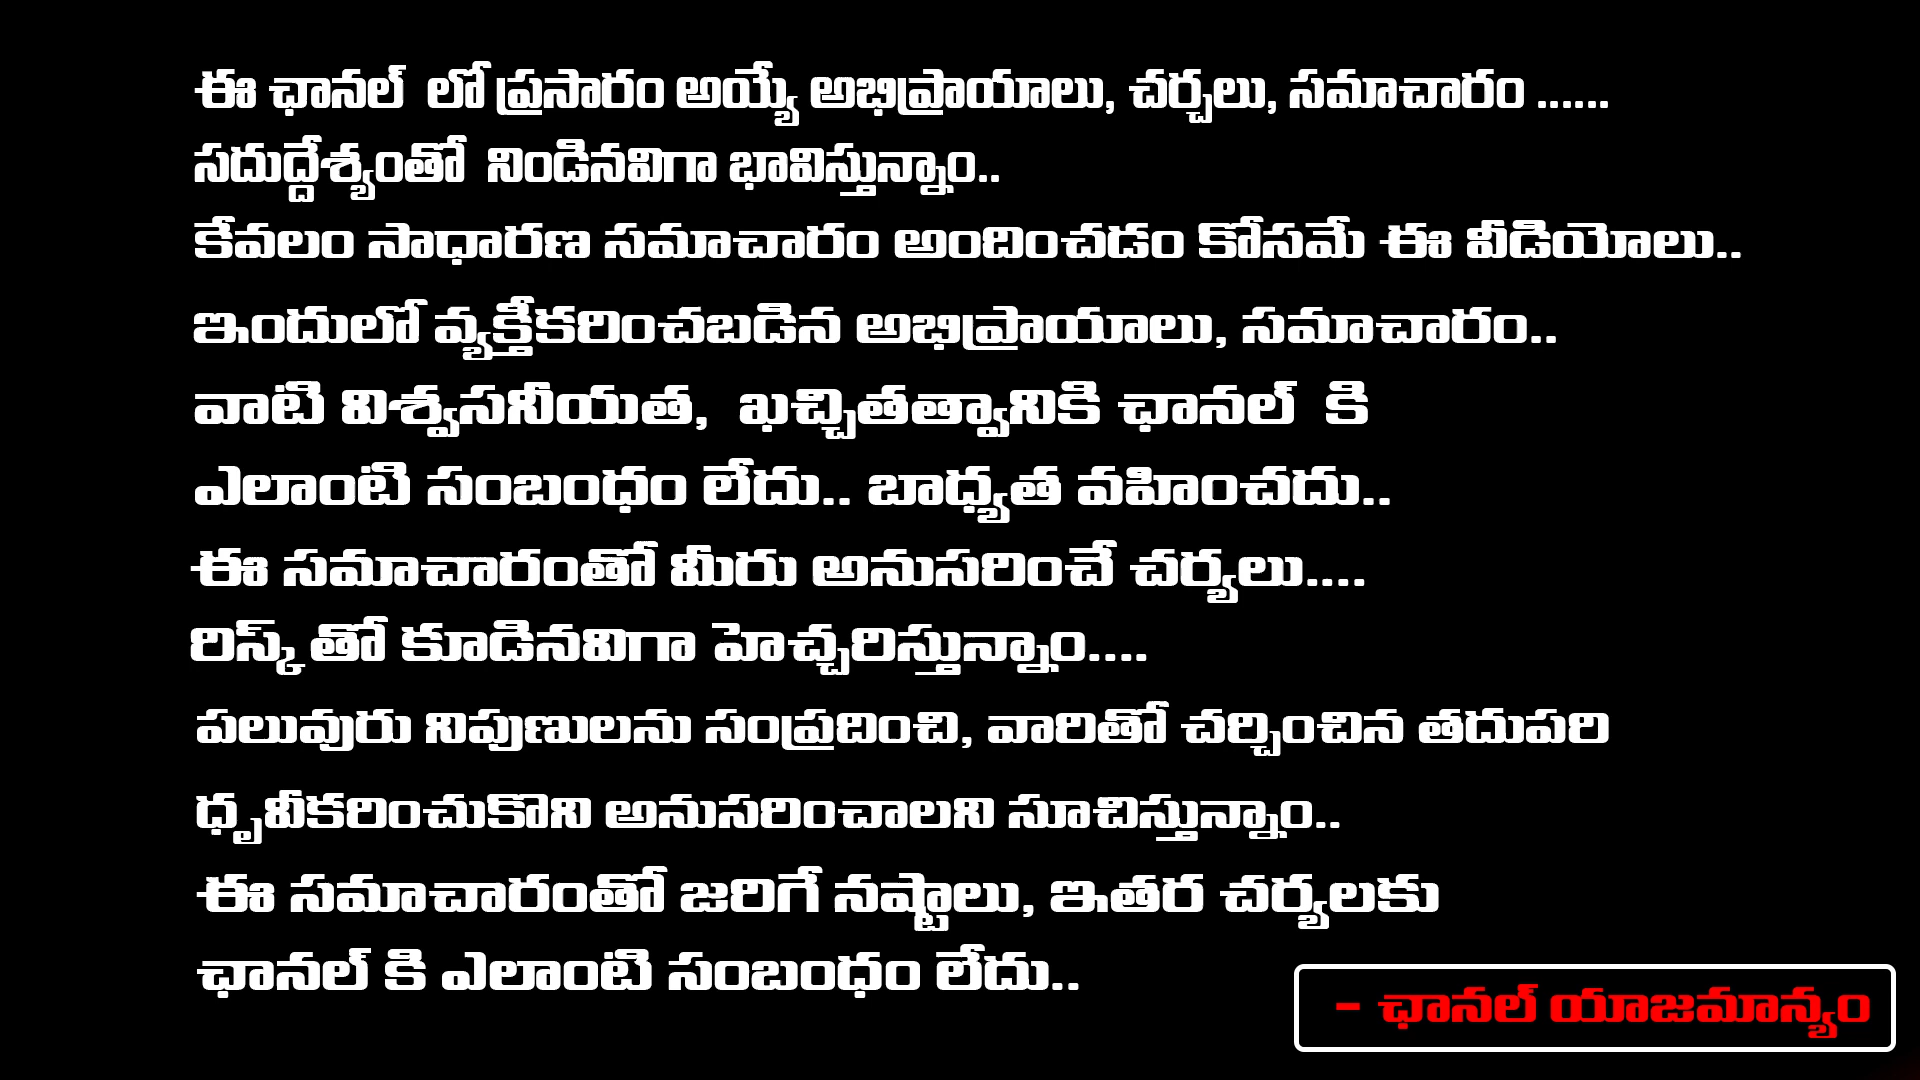 ఈ ఛానల్ లో ప్రసారం అయ్యే అభిప్రాయాలు, చర్చలు, సమాచారం ......
సదుద్దేశ్యంతో నిండినవిగా భావిస్తున్నాం..
కేవలం సాధారణ సమాచారం అందించడం కోసమే ఈ వీడియోలు..
ఇందులో వ్యక్తీకరించబడిన అభిప్రాయాలు, సమాచారం..
వాటి విశ్వసనీయత, ఖచ్చితత్వానికి ఛానల్ కి
ఎలాంటి సంబంధం లేదు.. బాధ్యత వహించదు..
ఈ సమాచారంతో మీరు అనుసరించే చర్యలు....
రిస్క్ తో కూడినవిగా హెచ్చరిస్తున్నాం....
పలువురు నిపుణులను సంప్రదించి, వారితో చర్చించిన తదుపరి
ధృవీకరించుకొని అనుసరించాలని సూచిస్తున్నాం..
ఈ సమాచారంతో జరిగే నష్టాలు, ఇతర చర్యలకు
ఛానల్ కి ఎలాంటి సంబంధం లేదు..
- ఛానల్ యాజమాన్యం